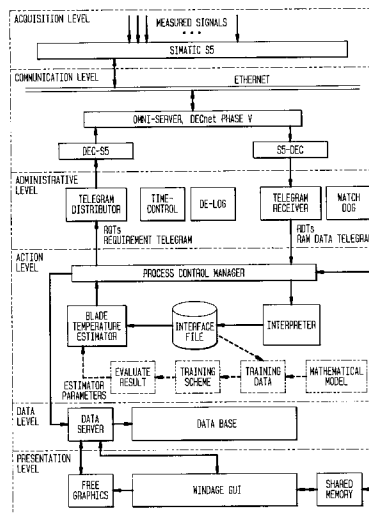 ACQUISITION LEVEL
MEASURED SIGNALS
• • •
SIMATIC S5
COMMUNICATION LEVEL
ETHERNET
OMNI-SERVER, DECnet PHASE V
DEC-S5
S5-DEC
ADMINISTRATIVE
LEVEL
TELEGRAM
DISTRIBUTOR
TIME-
CONTROL
DE-LOG
TELEGRAM
RECEIVER
WATCH
DOG
RQTs
REQUIREMENT TELEGRAM
RDTs
RAW DATA TELEGRAM
ACTION
LEVEL
PROCESS CONTROL MANAGER
BLADE
TEMPERATURE
ESTIMATOR
INTERFACE
FILE
INTERPRETER
EVALUATE
RESULT
TRAINING
SCHEME
TRAINING
DATA
MATHEMATICAL
MODEL
ESTIMATOR
PARAMETERS
DATA
LEVEL
DATA
SERVER
DATA BASE
PRESENTATION
LEVEL
FREE
GRAPHICS
WINDAGE GUI
SHARED
MEMORY